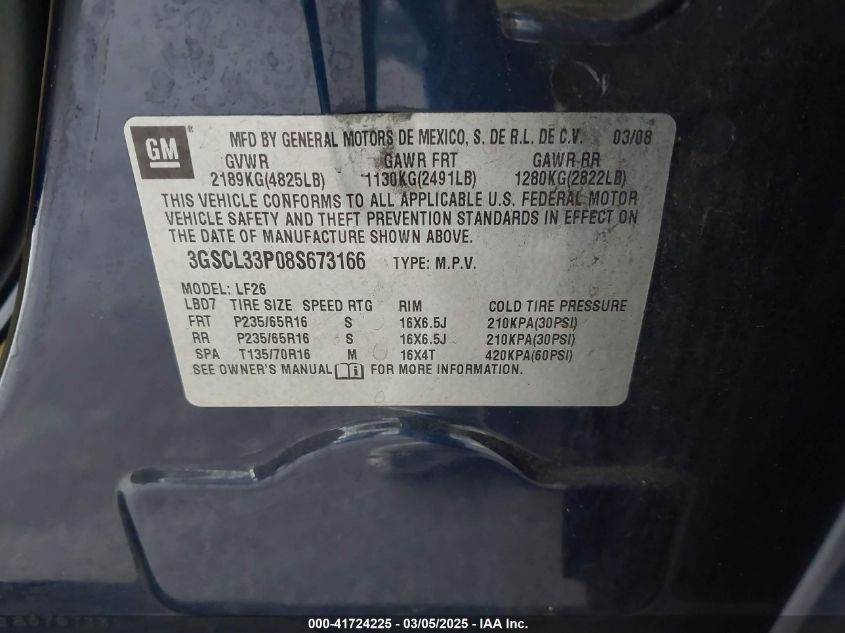 GM ® MFD BY GENERAL MOTORS DE MEXICO, S. DE R.L. DE C.V. 03/08
GVWR GAWR FRT GAWR RR
2189KG(4825LB) 1130KG(2491LB) 1280KG(2822LB)
THIS VEHICLE CONFORMS TO ALL APPLICABLE U.S. FEDERAL MOTOR
VEHICLE SAFETY AND THEFT PREVENTION STANDARDS IN EFFECT ON
THE DATE OF MANUFACTURE SHOWN ABOVE.
3GSCL33P08S673166 TYPE: M.P.V.
MODEL: LF26
LBD7 TIRE SIZE SPEED RTG RIM COLD TIRE PRESSURE
FRT P235/65R16 S 16X6.5J 210KPA(30PSI)
RR P235/65R16 S 16X6.5J 210KPA(30PSI)
SPA T135/70R16 M 16X4T 420KPA(60PSI)
SEE OWNER'S MANUAL i FOR MORE INFORMATION.
000-41724225 - 03/05/2025 - IAA Inc.